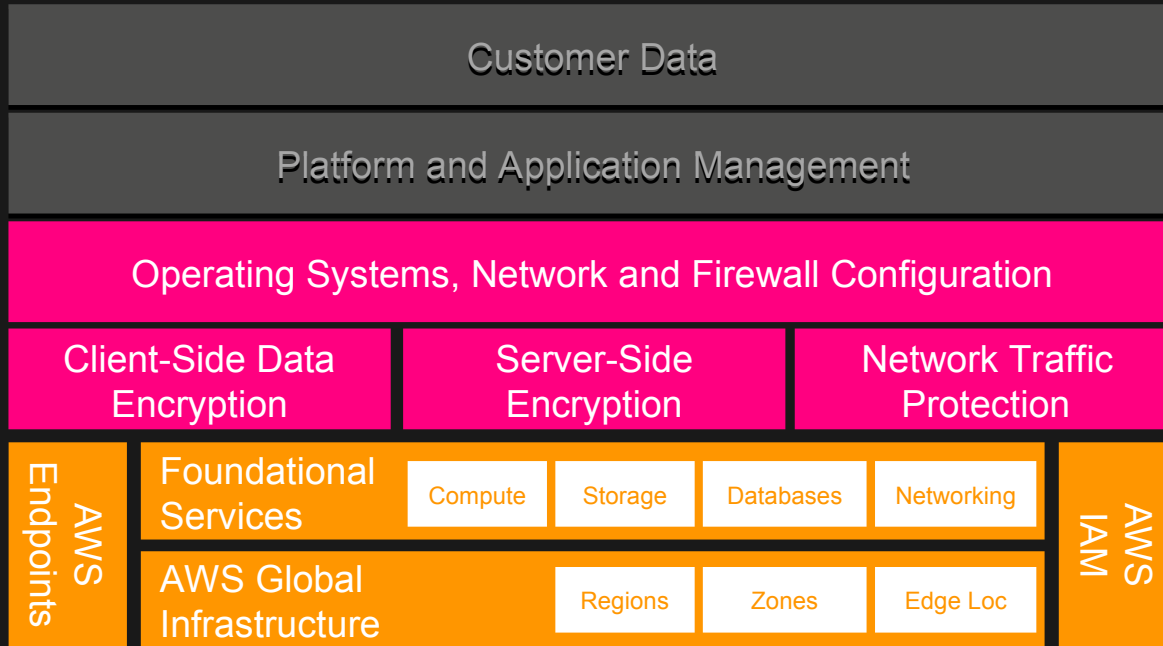 Customer Data
Platform and Application Management
Operating Systems, Network and Firewall Configuration
Client-Side Data
Encryption
Server-Side
Encryption
Network Traffic
Protection
AWS
Endpoints
Foundational
Services
Compute
Storage
Databases
Networking
AWS Global
Infrastructure
Regions
Zones
Edge Loc
AWS
IAM